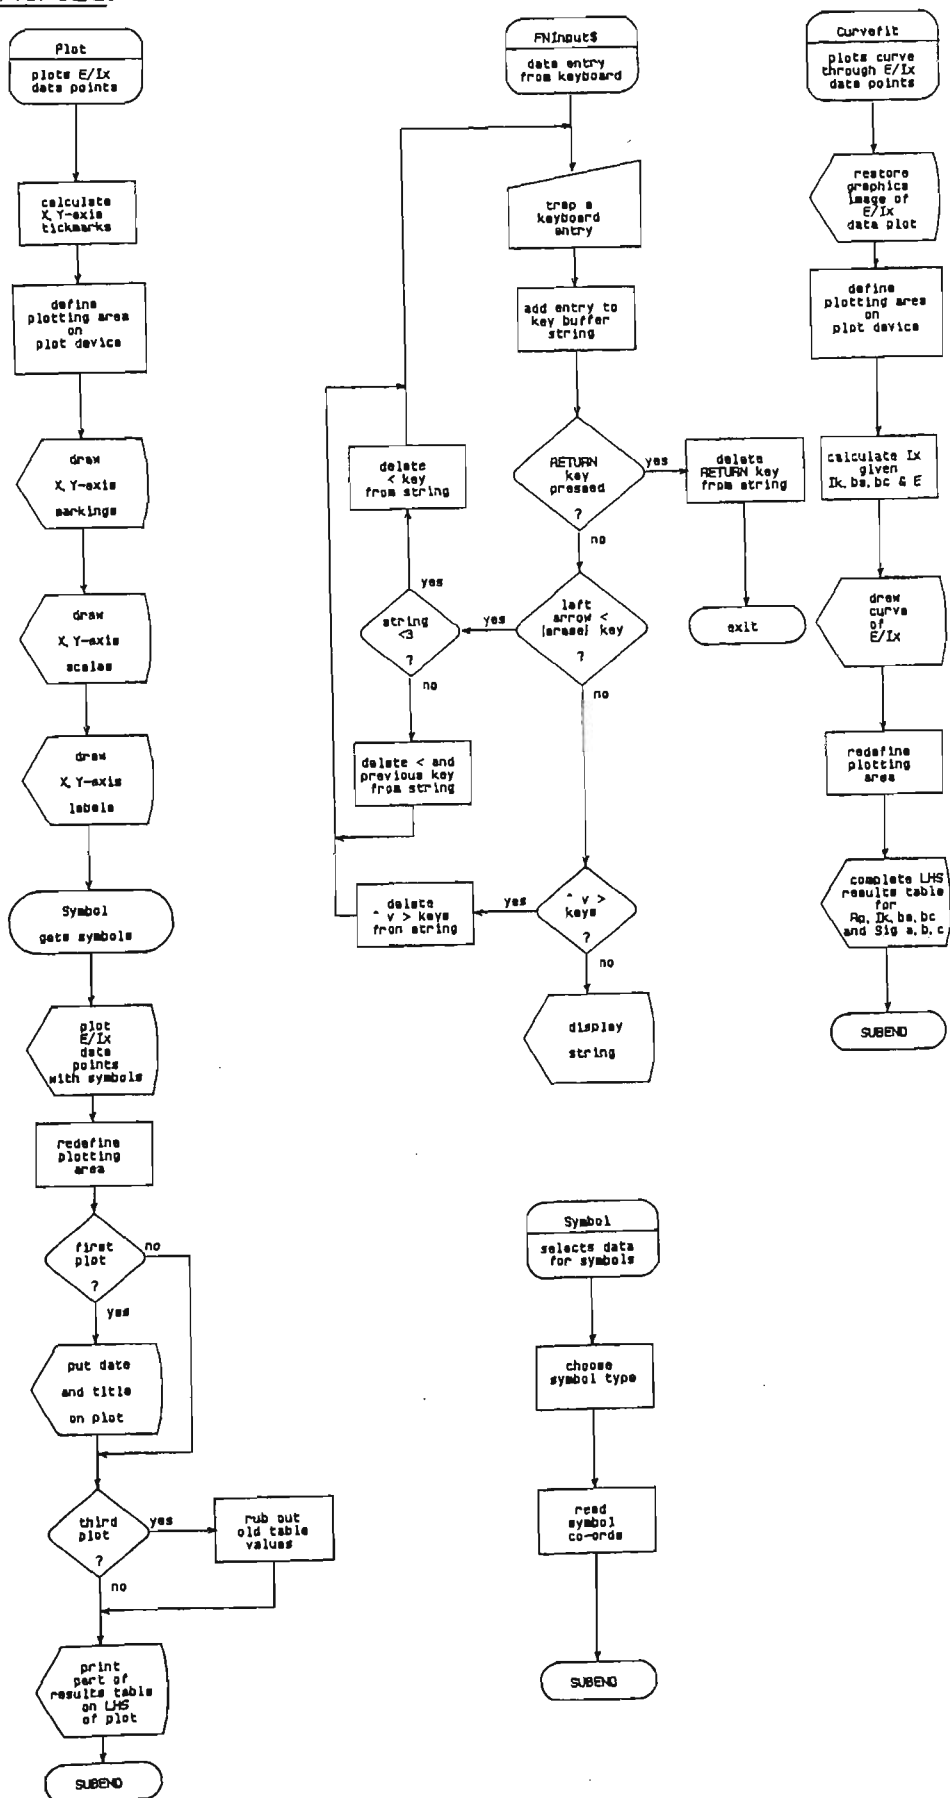 Plot
plots E/Ix
data points
calculate
X,Y-axis
tickmarks
define
plotting area
on
plot device
draw
X,Y-axis
markings
draw
X,Y-axis
scales
draw
X,Y-axis
labels
Symbol
gets symbols
plot
E/Ix
data
points
with symbols
redefine
plotting
area
first
plot
?
no
yes
put date
and title
on plot
third
plot
?
yes
no
rub out
old table
values
print
part of
results table
on LHS
of plot
SUBEND
FNInput$
data entry
from keyboard
trap a
keyboard
entry
add entry to
key buffer
string
RETURN
key
pressed
?
yes
no
delete
RETURN key
from string
exit
left
arrow <
(erase) key
?
yes
no
string
<3
?
yes
no
delete
< key
from string
delete < and
previous key
from string
^ v >
keys
?
yes
no
delete
^ v > keys
from string
display
string
Symbol
selects data
for symbols
choose
symbol type
read
symbol
co-ords
SUBEND
Curvefit
plots curve
through E/Ix
data points
restore
graphics
image of
E/Ix
data plot
define
plotting area
on
plot device
calculate Ix
given
Ik, ba, bc & E
draw
curve
of
E/Ix
redefine
plotting
area
complete LHS
results table
for
Rp, Ik, ba, bc
and Sig a, b, c
SUBEND